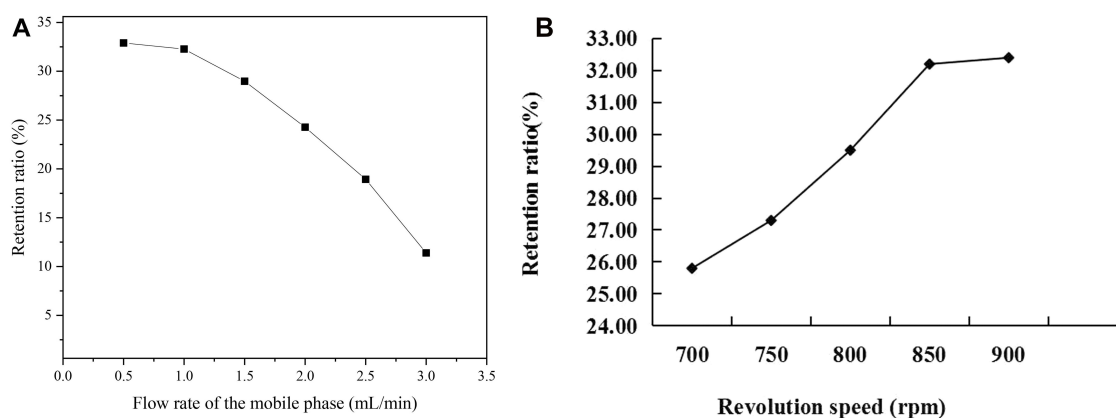 A
35
30
25
20
15
10
5
0.0 0.5 1.0 1.5 2.0 2.5 3.0 3.5
Retention ratio (%)
Flow rate of the mobile phase (mL/min)
B
33.00
32.00
31.00
30.00
29.00
28.00
27.00
26.00
25.00
24.00
700 750 800 850 900
Retention ratio(%)
Revolution speed (rpm)